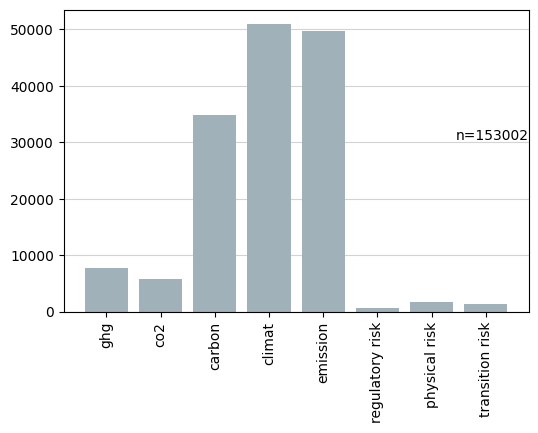 50000
40000
30000
20000
10000
0
n=153002
ghg
co2
carbon
climat
emission
regulatory risk
physical risk
transition risk